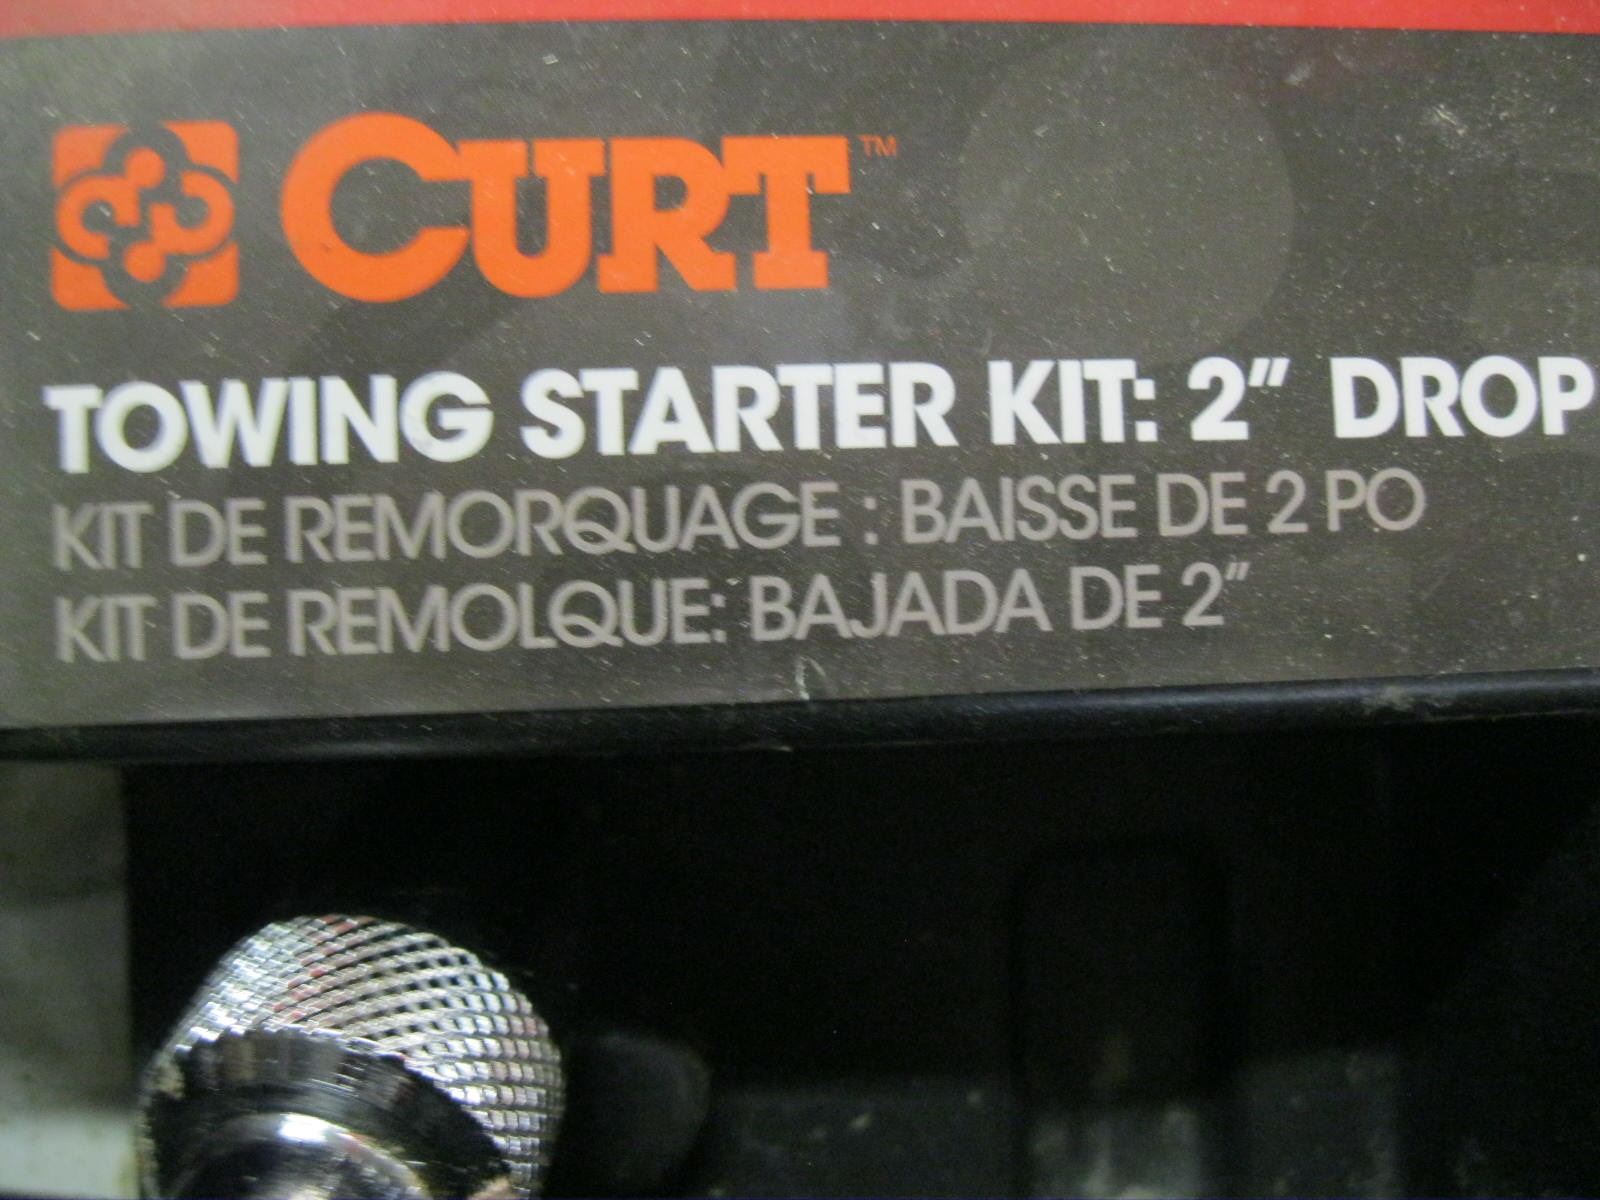 CURT™
TOWING STARTER KIT: 2" DROP
KIT DE REMORQUAGE : BAISSE DE 2 PO
KIT DE REMOLQUE: BAJADA DE 2"